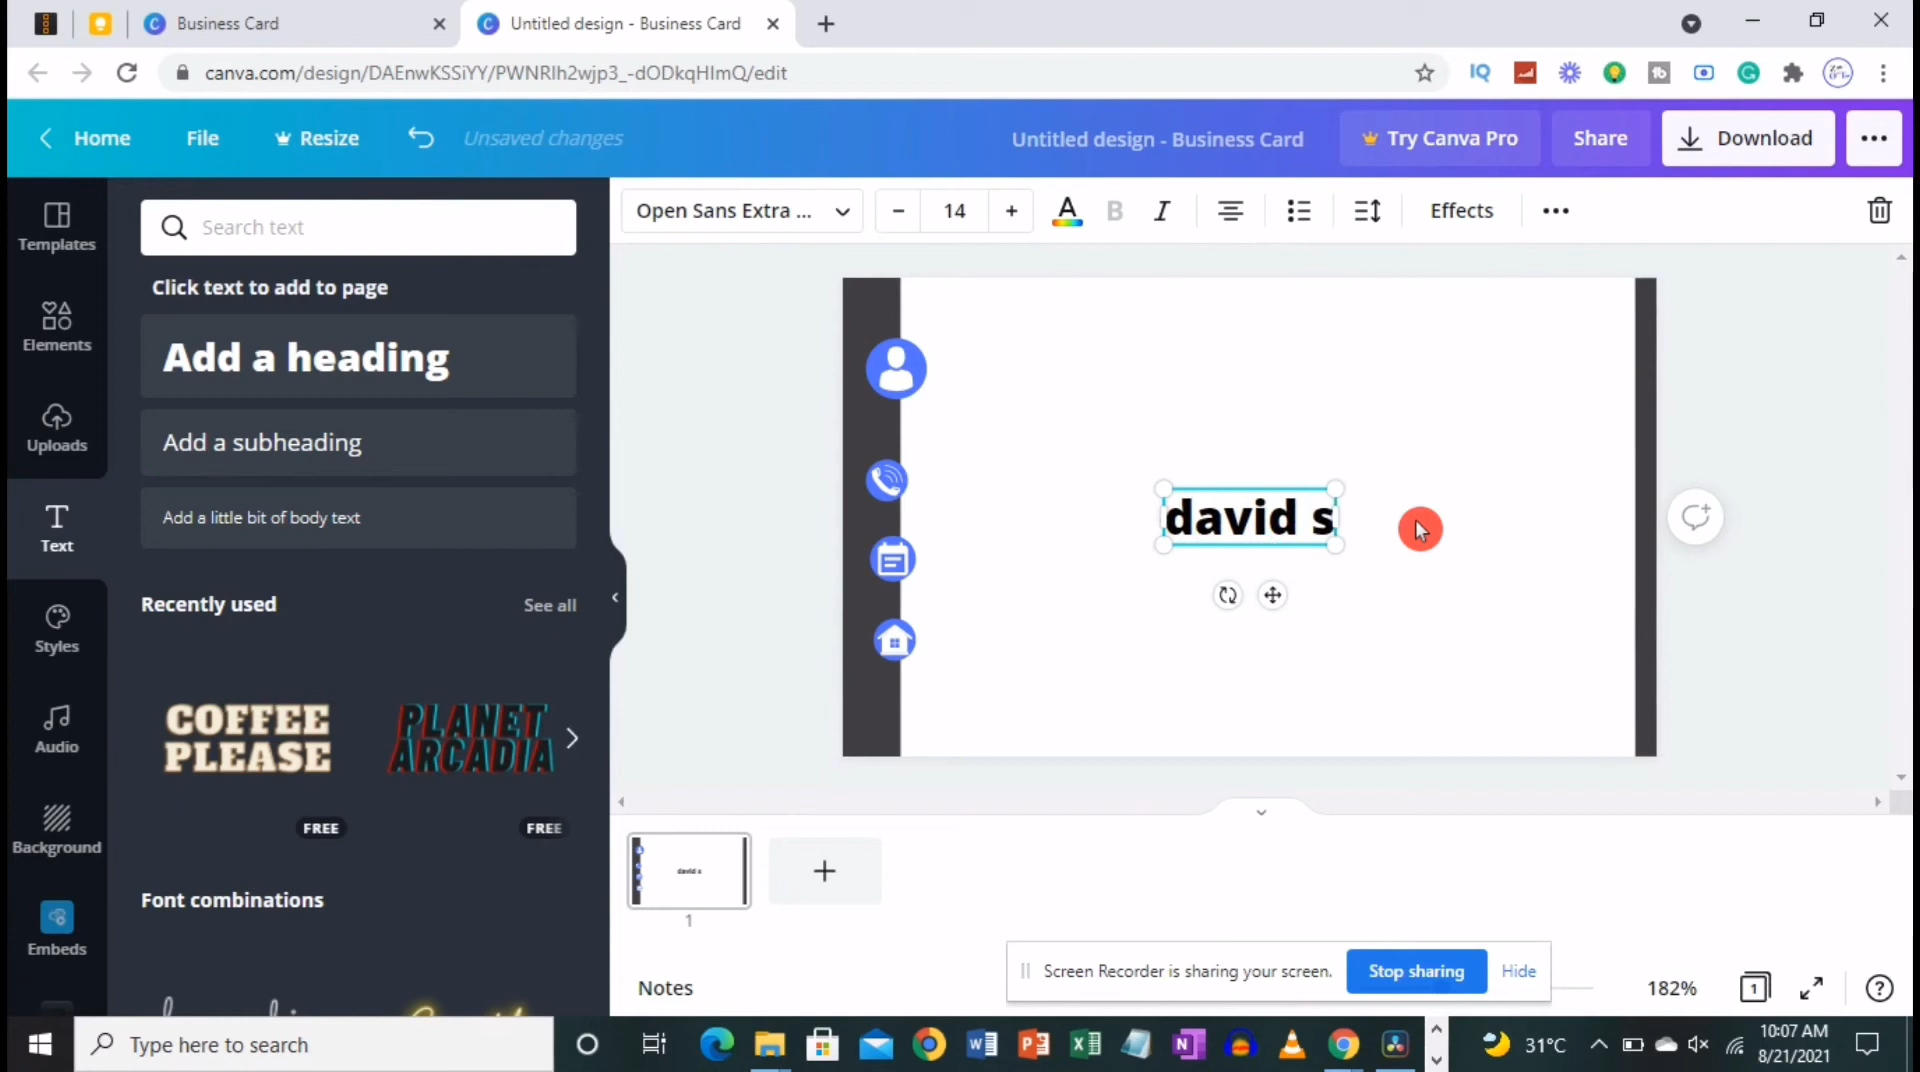 Business Card
Untitled design - Business Card
canva.com/design/DAEnwKSSiYY/PWNRIh2wjp3_-dODkqHImQ/edit
Home
File
Resize
Unsaved changes
Untitled design - Business Card
Try Canva Pro
Share
Download
Templates
Elements
Uploads
Text
Styles
Audio
Background
Embeds
Search text
Click text to add to page
Add a heading
Add a subheading
Add a little bit of body text
Recently used
See all
COFFEE
PLEASE
FREE
PLANET
ARCADIA
FREE
Font combinations
Open Sans Extra ...
14
A
B
I
Effects
david s
david s
1
Notes
Screen Recorder is sharing your screen.
Stop sharing
Hide
182%
1
Type here to search
31°C
10:07 AM
8/21/2021